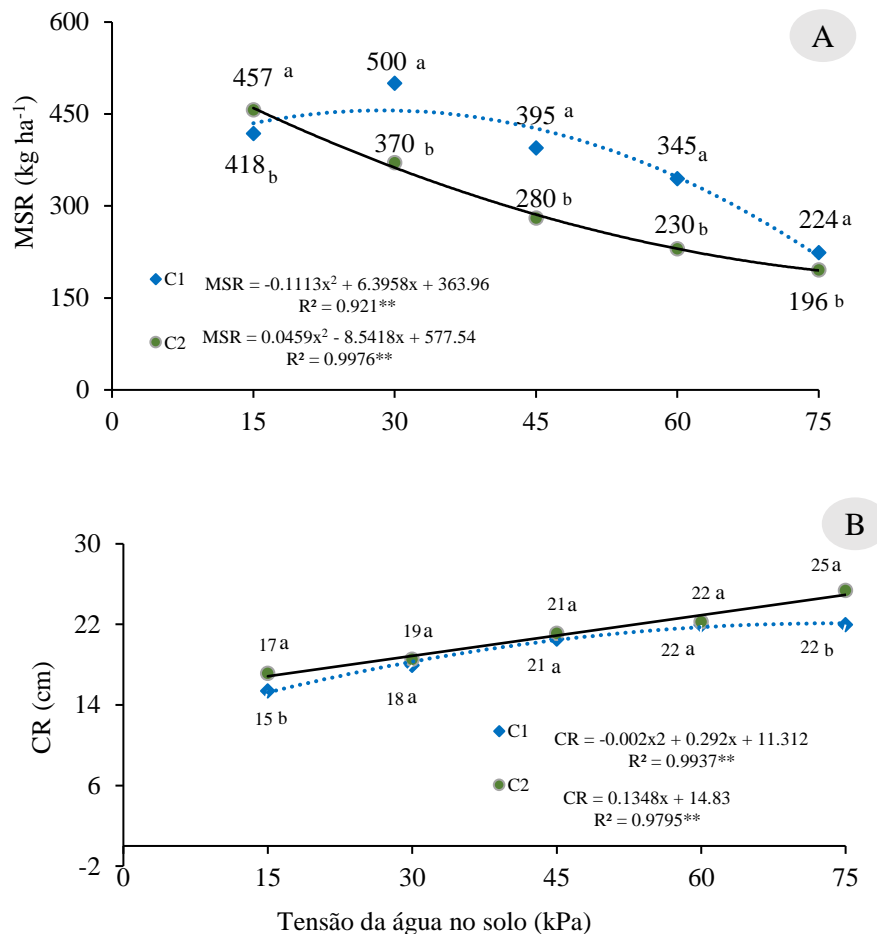 A
600
450
300
150
0
MSR (kg ha-1)
457 a
500 a
395 a
345 a
224 a
418 b
370 b
280 b
230 b
196 b
C1 MSR = -0.1113x2 + 6.3958x + 363.96
R² = 0.921**
C2 MSR = 0.0459x2 - 8.5418x + 577.54
R² = 0.9976**
0 15 30 45 60 75
B
30
22
14
6
-2
CR (cm)
17 a
19 a
21 a
22 a
25 a
15 b
18 a
21 a
22 a
22 b
C1 CR = -0.002x2 + 0.292x + 11.312
R² = 0.9937**
C2 CR = 0.1348x + 14.83
R² = 0.9795**
0 15 30 45 60 75
Tensão da água no solo (kPa)